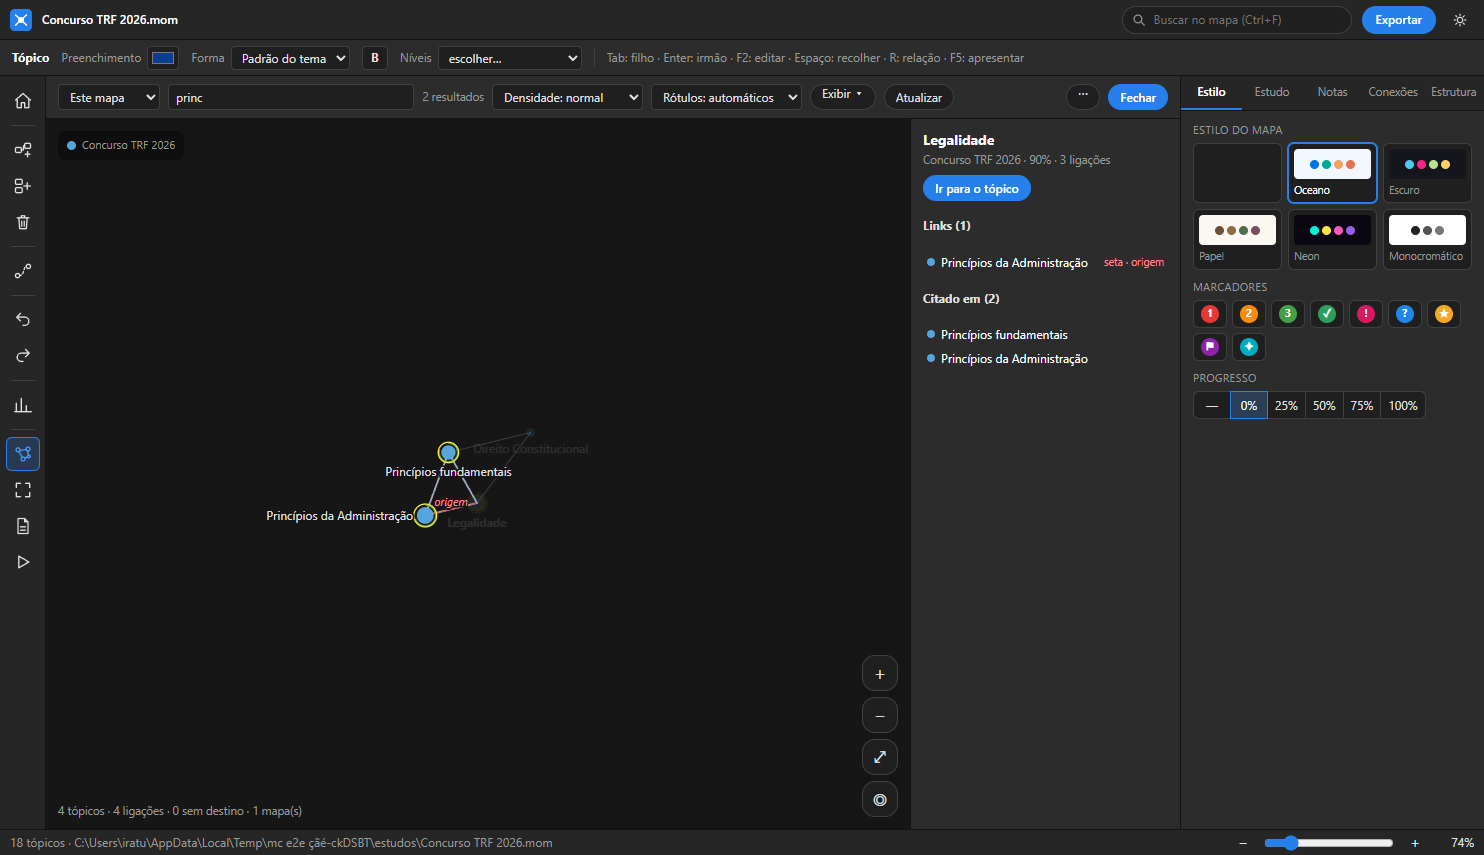 Concurso TRF 2026.mom
Buscar no mapa (Ctrl+F)
Exportar
Tópico
Preenchimento
Forma
Padrão do tema
B
Níveis
escolher...
Tab: filho · Enter: irmão · F2: editar · Espaço: recolher · R: relação · F5: apresentar
Este mapa
princ
2 resultados
Densidade: normal
Rótulos: automáticos
Exibir
Atualizar
...
Fechar
Concurso TRF 2026
Direito Constitucional
Princípios fundamentais
origem
Princípios da Administração
Legalidade
+
−
4 tópicos · 4 ligações · 0 sem destino · 1 mapa(s)
Legalidade
Concurso TRF 2026 · 90% · 3 ligações
Ir para o tópico
Links (1)
Princípios da Administração
seta · origem
Citado em (2)
Princípios fundamentais
Princípios da Administração
Estilo
Estudo
Notas
Conexões
Estrutura
ESTILO DO MAPA
Oceano
Escuro
Papel
Neon
Monocromático
MARCADORES
1
2
3
!
?
PROGRESSO
—
0%
25%
50%
75%
100%
18 tópicos · C:\Users\iratu\AppData\Local\Temp\mc e2e çãé-ckDSBT\estudos\Concurso TRF 2026.mom
−
+
74%